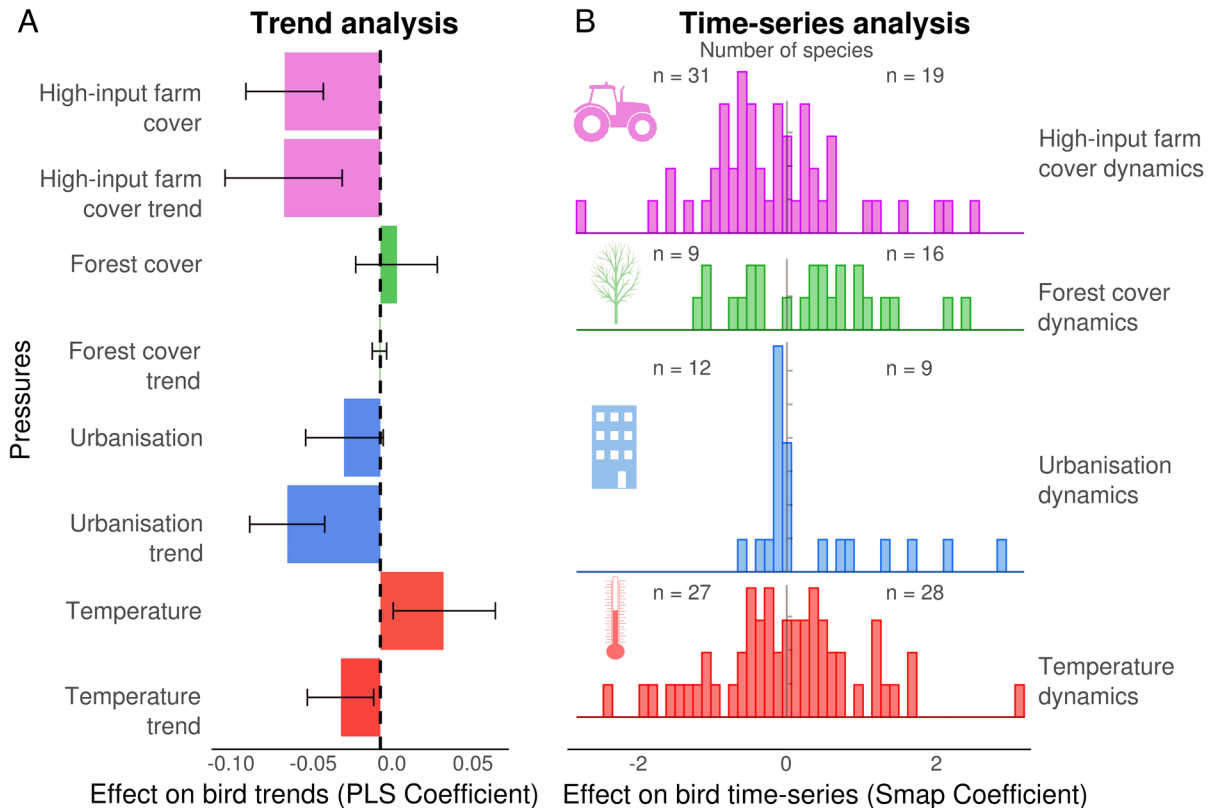 A
Trend analysis
Pressures
High-input farm
cover
High-input farm
cover trend
Forest cover
Forest cover
trend
Urbanisation
Urbanisation
trend
Temperature
Temperature
trend
-0.10
-0.05
0.00
0.05
Effect on bird trends (PLS Coefficient)
B
Time-series analysis
Number of species
n = 31
n = 19
High-input farm
cover dynamics
n = 9
n = 16
Forest cover
dynamics
n = 12
n = 9
Urbanisation
dynamics
n = 27
n = 28
Temperature
dynamics
-2
0
2
Effect on bird time-series (Smap Coefficient)